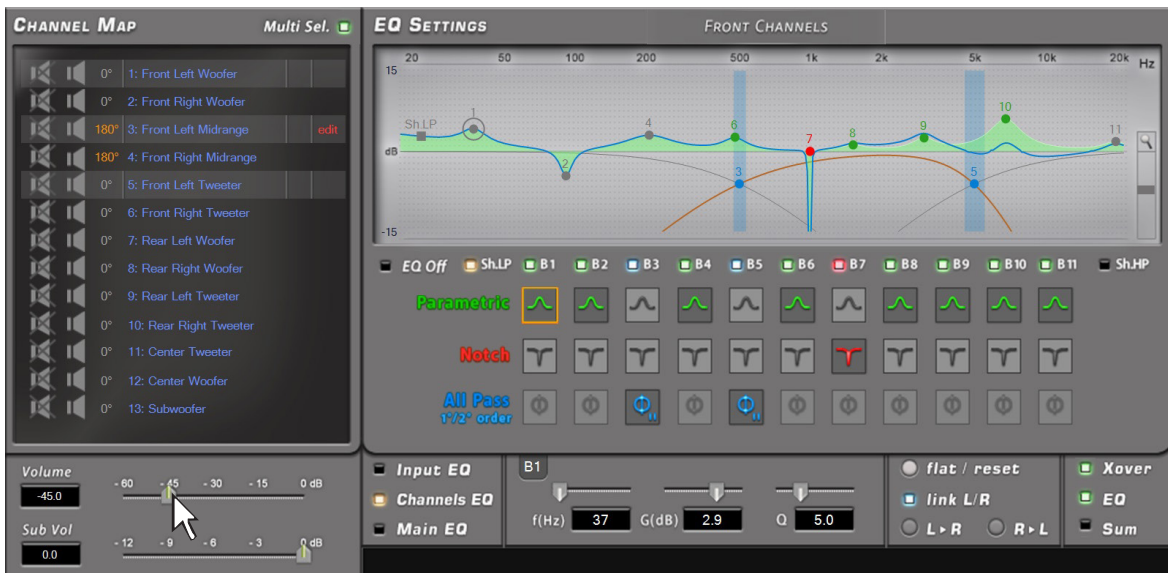 CHANNEL MAP Multi Sel.
0° 1: Front Left Woofer
0° 2: Front Right Woofer
180° 3: Front Left Midrange edit
180° 4: Front Right Midrange
0° 5: Front Left Tweeter
0° 6: Front Right Tweeter
0° 7: Rear Left Woofer
0° 8: Rear Right Woofer
0° 9: Rear Left Tweeter
0° 10: Rear Right Tweeter
0° 11: Center Tweeter
0° 12: Center Woofer
0° 13: Subwoofer
EQ SETTINGS FRONT CHANNELS
20 50 100 200 500 1k 2k 5k 10k 20k Hz
15
Sh.LP 1 2 3 4 5 6 7 8 9 10 11
dB
-15
EQ Off Sh.LP B1 B2 B3 B4 B5 B6 B7 B8 B9 B10 B11 Sh.HP
Parametric
Notch
All Pass
1°/2° order
Volume
-45.0
- 60 - 45 - 30 - 15 0 dB
Sub Vol
0.0
- 12 - 9 - 6 - 3 0 dB
Input EQ
Channels EQ
Main EQ
B1
f(Hz) 37 G(dB) 2.9 Q 5.0
flat / reset
link L/R
L▸R R▸L
Xover
EQ
Sum